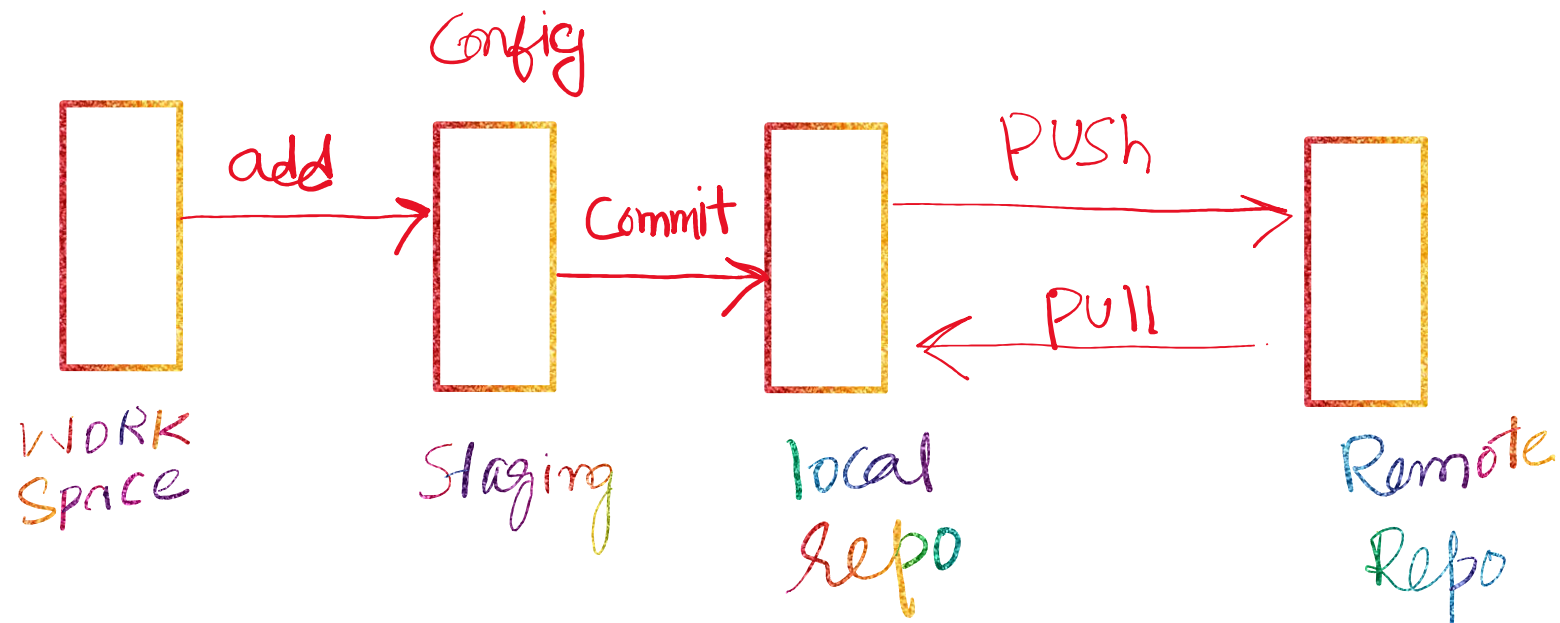 Config
add
Commit
PUSh
PUll
WORK
Space
Staging
local
repo
Remote
Repo